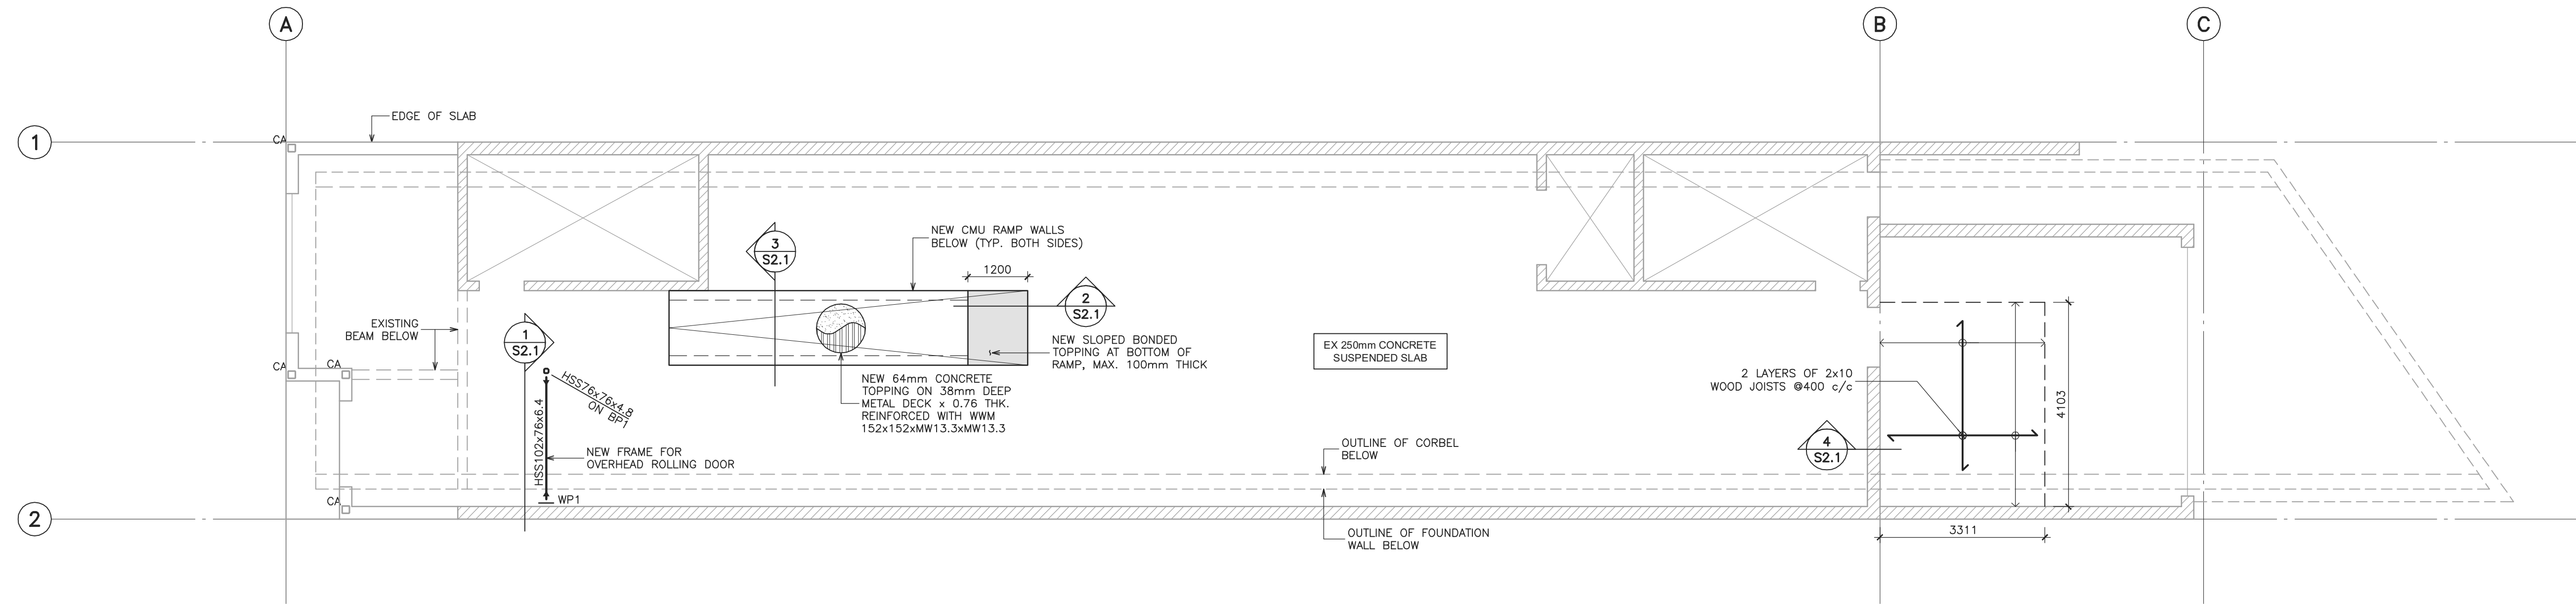 A
B
C
1
2
EDGE OF SLAB
CA
CA
CA
CA
EXISTING
BEAM BELOW
1
S2.1
HSS76x76x4.8
ON BP1
HSS102x76x6.4
NEW FRAME FOR
OVERHEAD ROLLING DOOR
WP1
3
S2.1
NEW CMU RAMP WALLS
BELOW (TYP. BOTH SIDES)
1200
2
S2.1
NEW SLOPED BONDED
TOPPING AT BOTTOM OF
RAMP, MAX. 100mm THICK
NEW 64mm CONCRETE
TOPPING ON 38mm DEEP
METAL DECK x 0.76 THK.
REINFORCED WITH WWM
152x152xMW13.3xMW13.3
EX 250mm CONCRETE
SUSPENDED SLAB
OUTLINE OF CORBEL
BELOW
OUTLINE OF FOUNDATION
WALL BELOW
2 LAYERS OF 2x10
WOOD JOISTS @400 c/c
4
S2.1
4103
3311